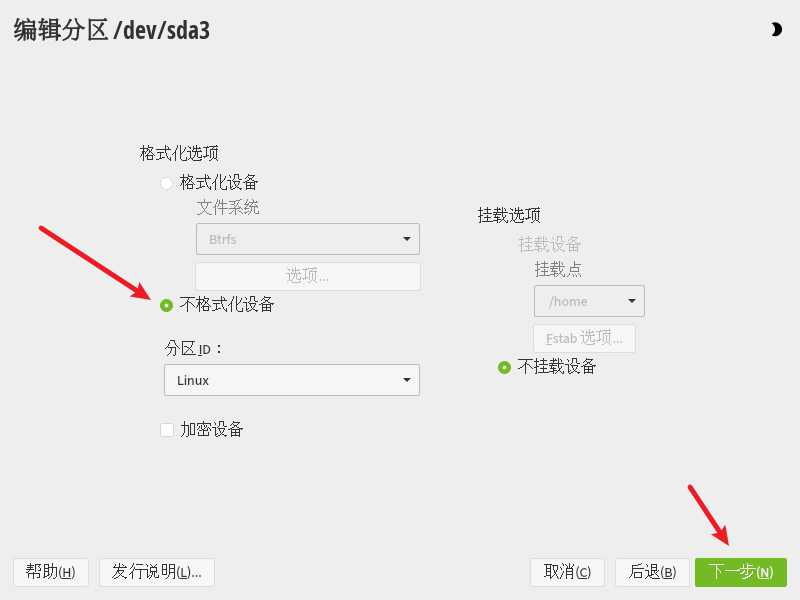 编辑分区 /dev/sda3
格式化选项
格式化设备
文件系统
Btrfs
选项...
不格式化设备
分区 ID：
Linux
加密设备
挂载选项
挂载设备
挂载点
/home
Fstab 选项...
不挂载设备
帮助(H)
发行说明(L)...
取消(C)
后退(B)
下一步(N)